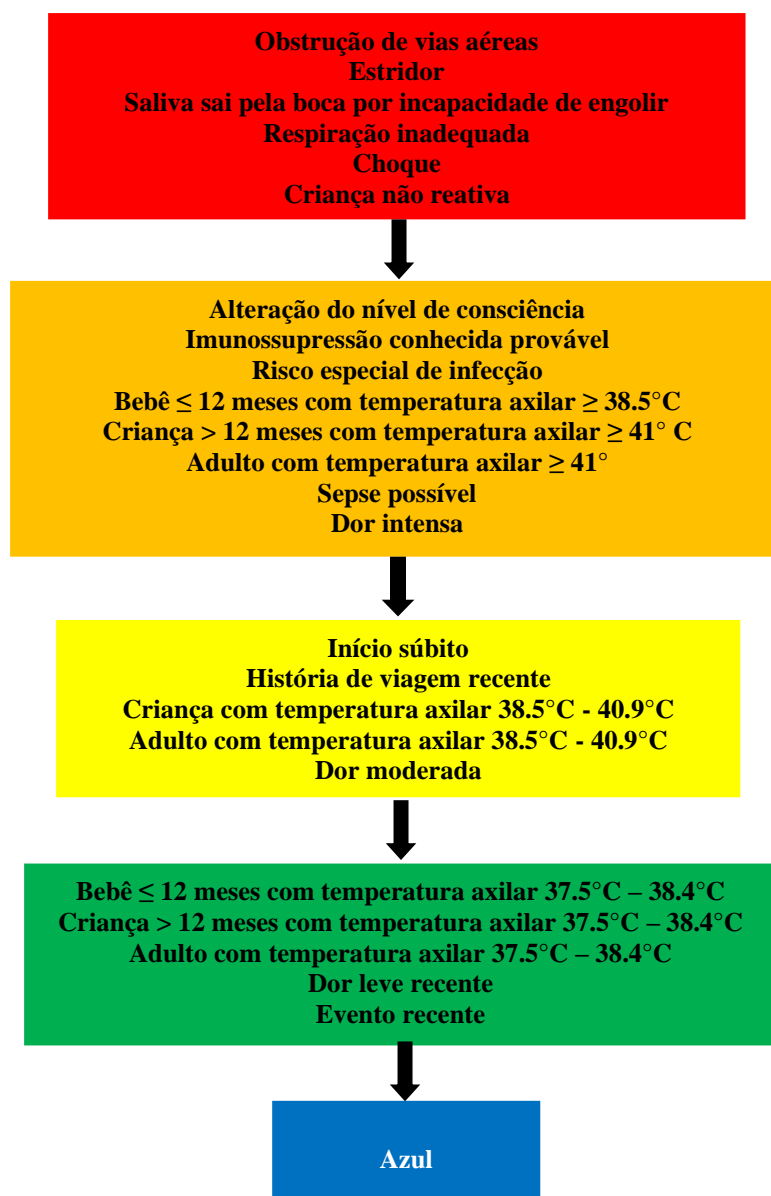 Obstrução de vias aéreas
Estridor
Saliva sai pela boca por incapacidade de engolir
Respiração inadequada
Choque
Criança não reativa
Alteração do nível de consciência
Imunossupressão conhecida provável
Risco especial de infecção
Bebê ≤ 12 meses com temperatura axilar ≥ 38.5°C
Criança > 12 meses com temperatura axilar ≥ 41° C
Adulto com temperatura axilar ≥ 41°
Sepse possível
Dor intensa
Início súbito
História de viagem recente
Criança com temperatura axilar 38.5°C - 40.9°C
Adulto com temperatura axilar 38.5°C - 40.9°C
Dor moderada
Bebê ≤ 12 meses com temperatura axilar 37.5°C – 38.4°C
Criança > 12 meses com temperatura axilar 37.5°C – 38.4°C
Adulto com temperatura axilar 37.5°C – 38.4°C
Dor leve recente
Evento recente
Azul